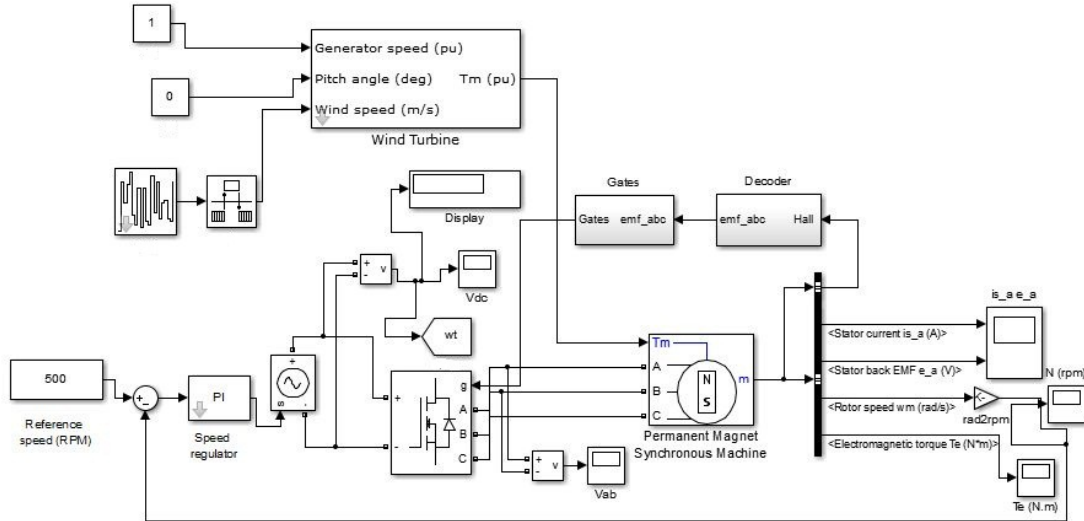 1
Generator speed (pu)
Pitch angle (deg)
Tm (pu)
0
Wind speed (m/s)
Wind Turbine
Gates
Decoder
Display
Gates
emf_abc
emf_abc
Hall
+
-
v
Vdc
is_a e_a
wt
<Stator current is_a (A)>
Tm
500
PI
+
-
s
+
-
g
A
B
C
A
B
C
N
S
m
<Stator back EMF e_a (V)>
N (rpm)
<Rotor speed wm (rad/s)>
rad2rpm
Reference
speed (RPM)
Speed
regulator
Permanent Magnet
Synchronous Machine
<Electromagnetic torque Te (N*m)>
+
-
v
Vab
Te (N.m)